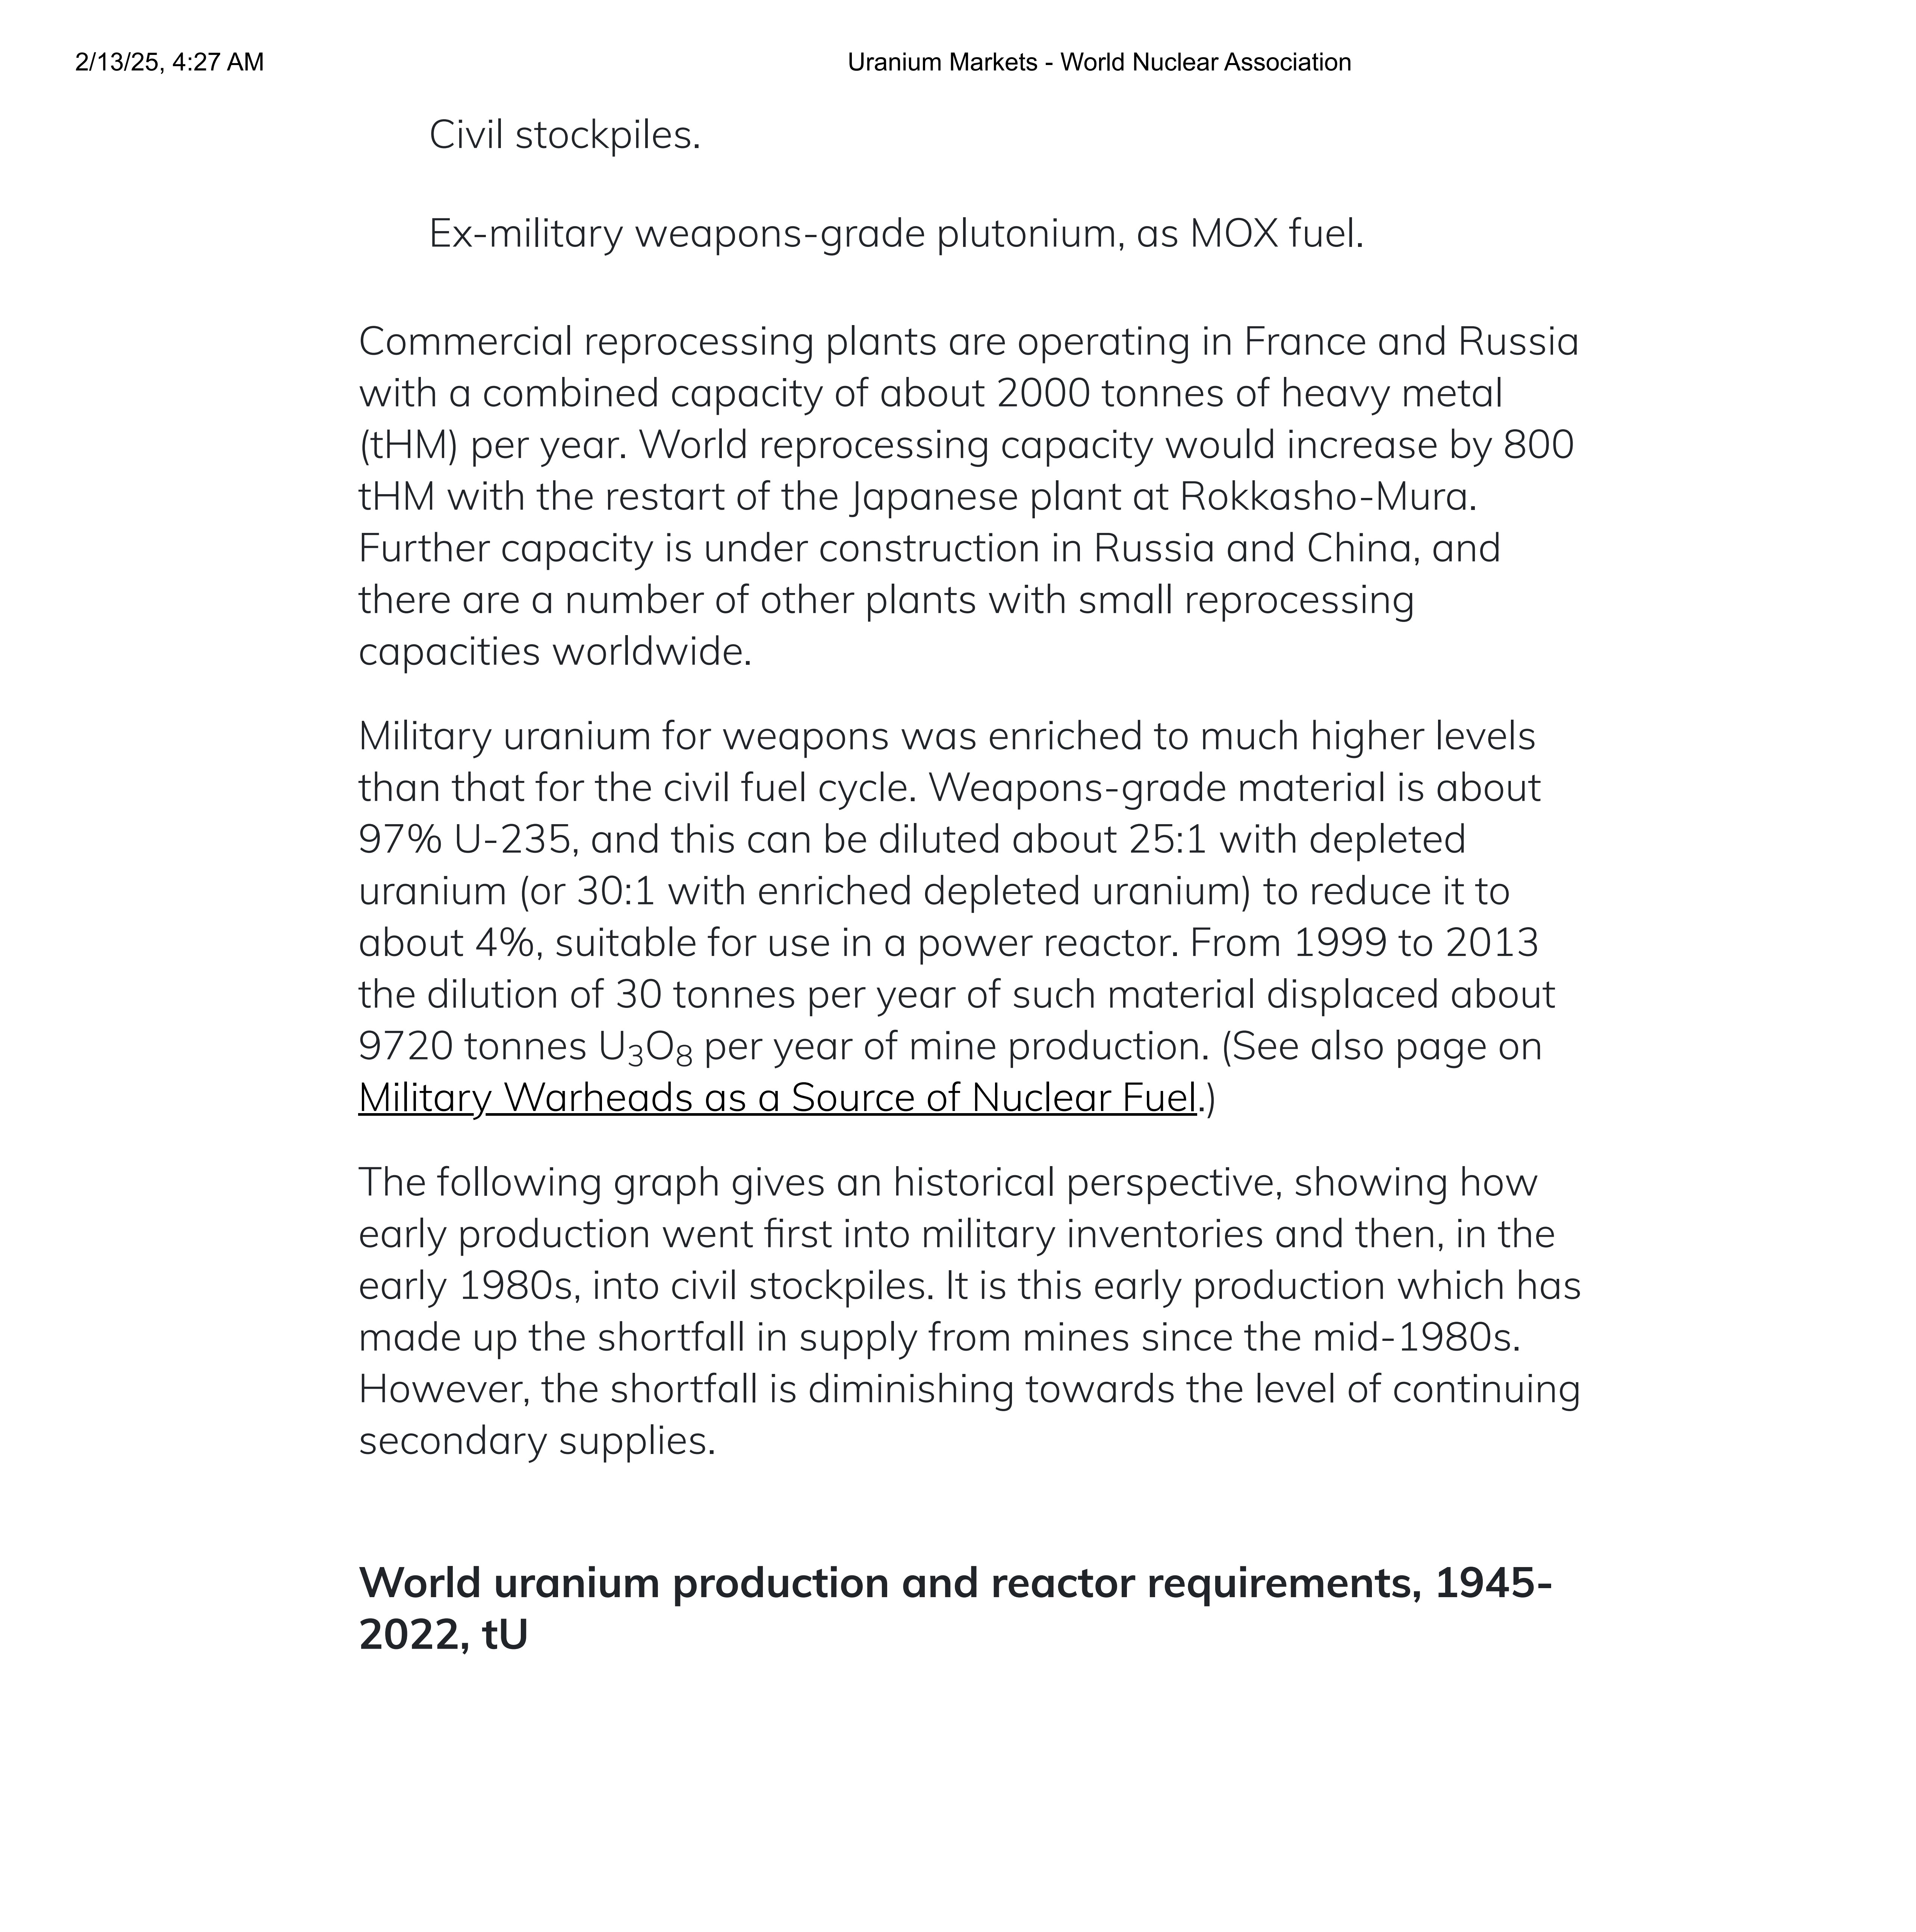 2/13/25, 4:27 AM Uranium Markets - World Nuclear Association
Civil stockpiles.
Ex-military weapons-grade plutonium, as MOX fuel.
Commercial reprocessing plants are operating in France and Russia
with a combined capacity of about 2000 tonnes of heavy metal
(tHM) per year. World reprocessing capacity would increase by 800
tHM with the restart of the Japanese plant at Rokkasho-Mura.
Further capacity is under construction in Russia and China, and
there are a number of other plants with small reprocessing
capacities worldwide.
Military uranium for weapons was enriched to much higher levels
than that for the civil fuel cycle. Weapons-grade material is about
97% U-235, and this can be diluted about 25:1 with depleted
uranium (or 30:1 with enriched depleted uranium) to reduce it to
about 4%, suitable for use in a power reactor. From 1999 to 2013
the dilution of 30 tonnes per year of such material displaced about
9720 tonnes U₃O₈ per year of mine production. (See also page on
Military Warheads as a Source of Nuclear Fuel.)
The following graph gives an historical perspective, showing how
early production went first into military inventories and then, in the
early 1980s, into civil stockpiles. It is this early production which has
made up the shortfall in supply from mines since the mid-1980s.
However, the shortfall is diminishing towards the level of continuing
secondary supplies.
World uranium production and reactor requirements, 1945-
2022, tU